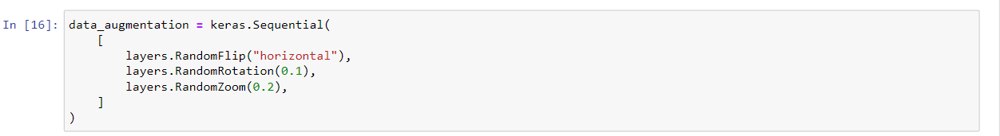 In [16]: data_augmentation = keras.Sequential(
    [
        layers.RandomFlip("horizontal"),
        layers.RandomRotation(0.1),
        layers.RandomZoom(0.2),
    ]
)